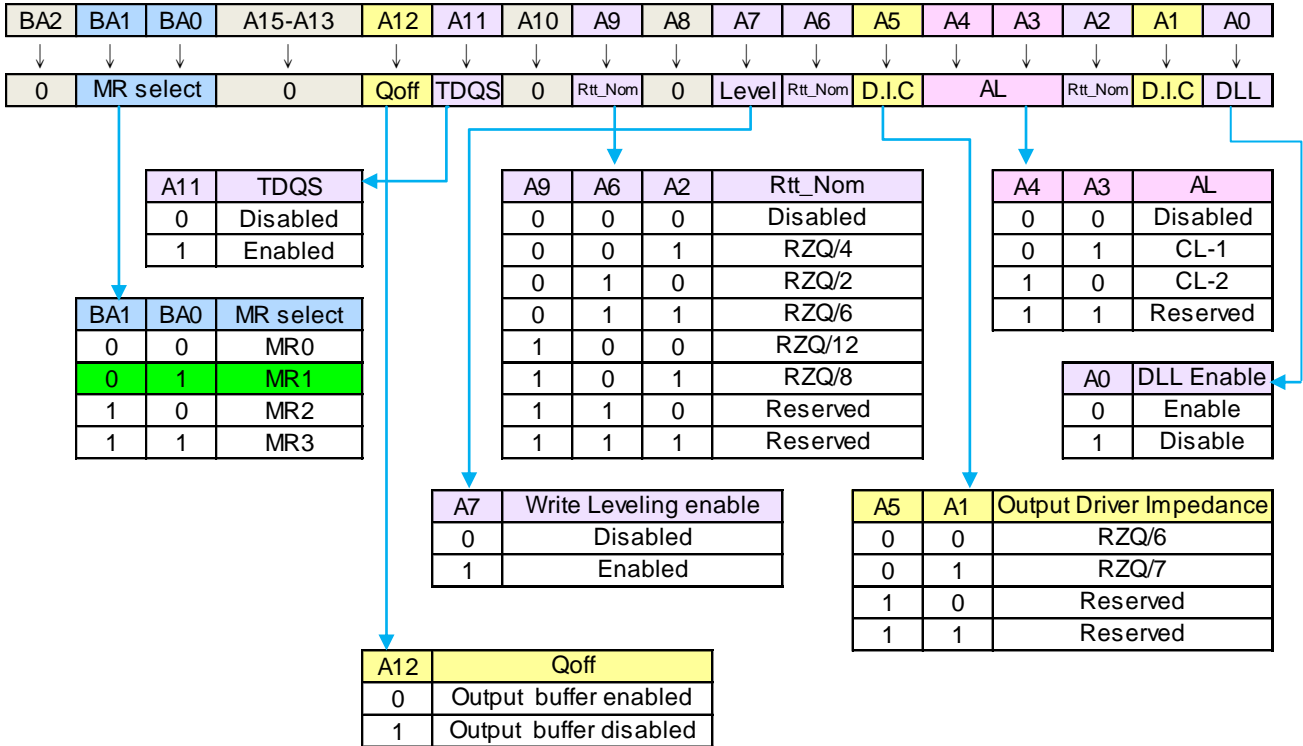 BA2 BA1 BA0 A15-A13 A12 A11 A10 A9 A8 A7 A6 A5 A4 A3 A2 A1 A0
0 MR select 0 Qoff TDQS 0 Rtt_Nom 0 Level Rtt_Nom D.I.C AL Rtt_Nom D.I.C DLL
A11 TDQS
0 Disabled
1 Enabled
A9 A6 A2 Rtt_Nom
0 0 0 Disabled
0 0 1 RZQ/4
0 1 0 RZQ/2
0 1 1 RZQ/6
1 0 0 RZQ/12
1 0 1 RZQ/8
1 1 0 Reserved
1 1 1 Reserved
A4 A3 AL
0 0 Disabled
0 1 CL-1
1 0 CL-2
1 1 Reserved
BA1 BA0 MR select
0 0 MR0
0 1 MR1
1 0 MR2
1 1 MR3
A0 DLL Enable
0 Enable
1 Disable
A7 Write Leveling enable
0 Disabled
1 Enabled
A5 A1 Output Driver Impedance
0 0 RZQ/6
0 1 RZQ/7
1 0 Reserved
1 1 Reserved
A12 Qoff
0 Output buffer enabled
1 Output buffer disabled